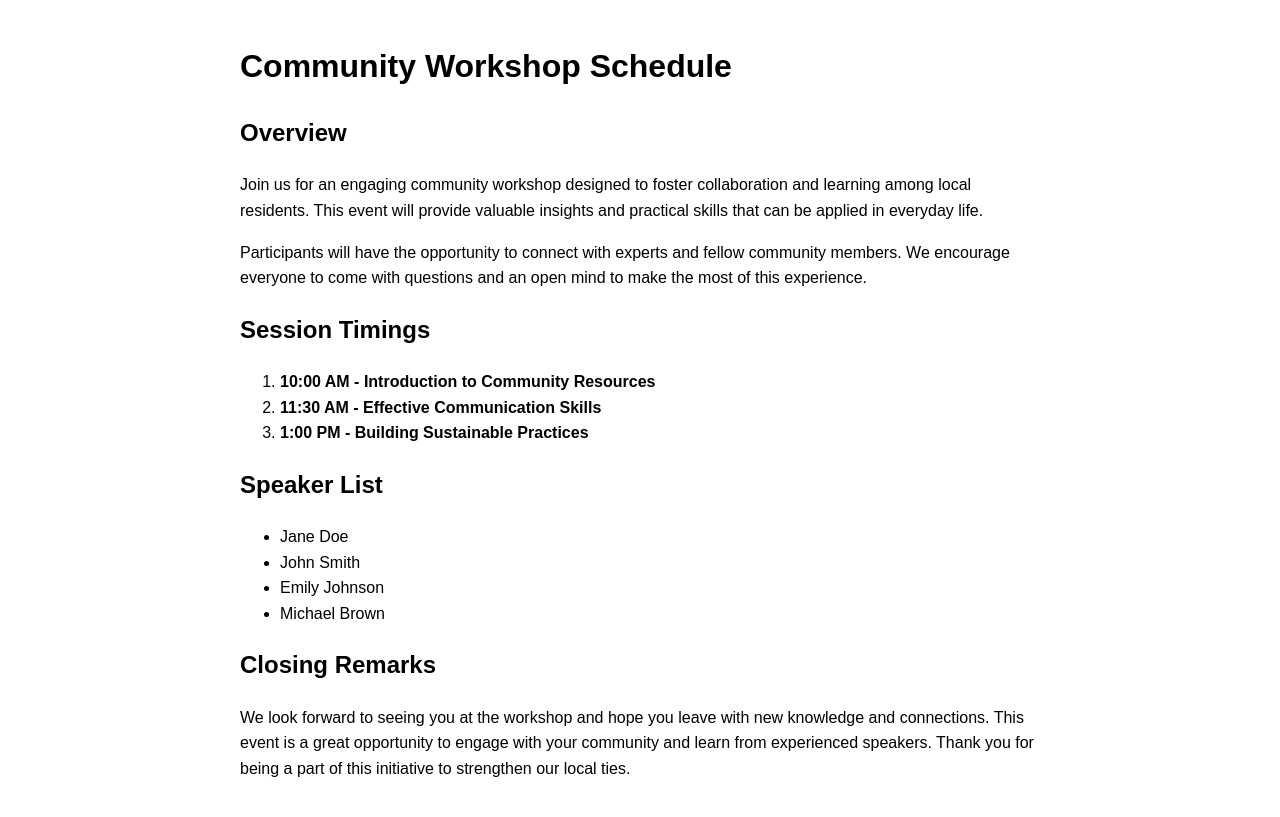 Community Workshop Schedule
Overview
Join us for an engaging community workshop designed to foster collaboration and learning among local
residents. This event will provide valuable insights and practical skills that can be applied in everyday life.
Participants will have the opportunity to connect with experts and fellow community members. We encourage
everyone to come with questions and an open mind to make the most of this experience.
Session Timings
1. 10:00 AM - Introduction to Community Resources
2. 11:30 AM - Effective Communication Skills
3. 1:00 PM - Building Sustainable Practices
Speaker List
• Jane Doe
• John Smith
• Emily Johnson
• Michael Brown
Closing Remarks
We look forward to seeing you at the workshop and hope you leave with new knowledge and connections. This
event is a great opportunity to engage with your community and learn from experienced speakers. Thank you for
being a part of this initiative to strengthen our local ties.